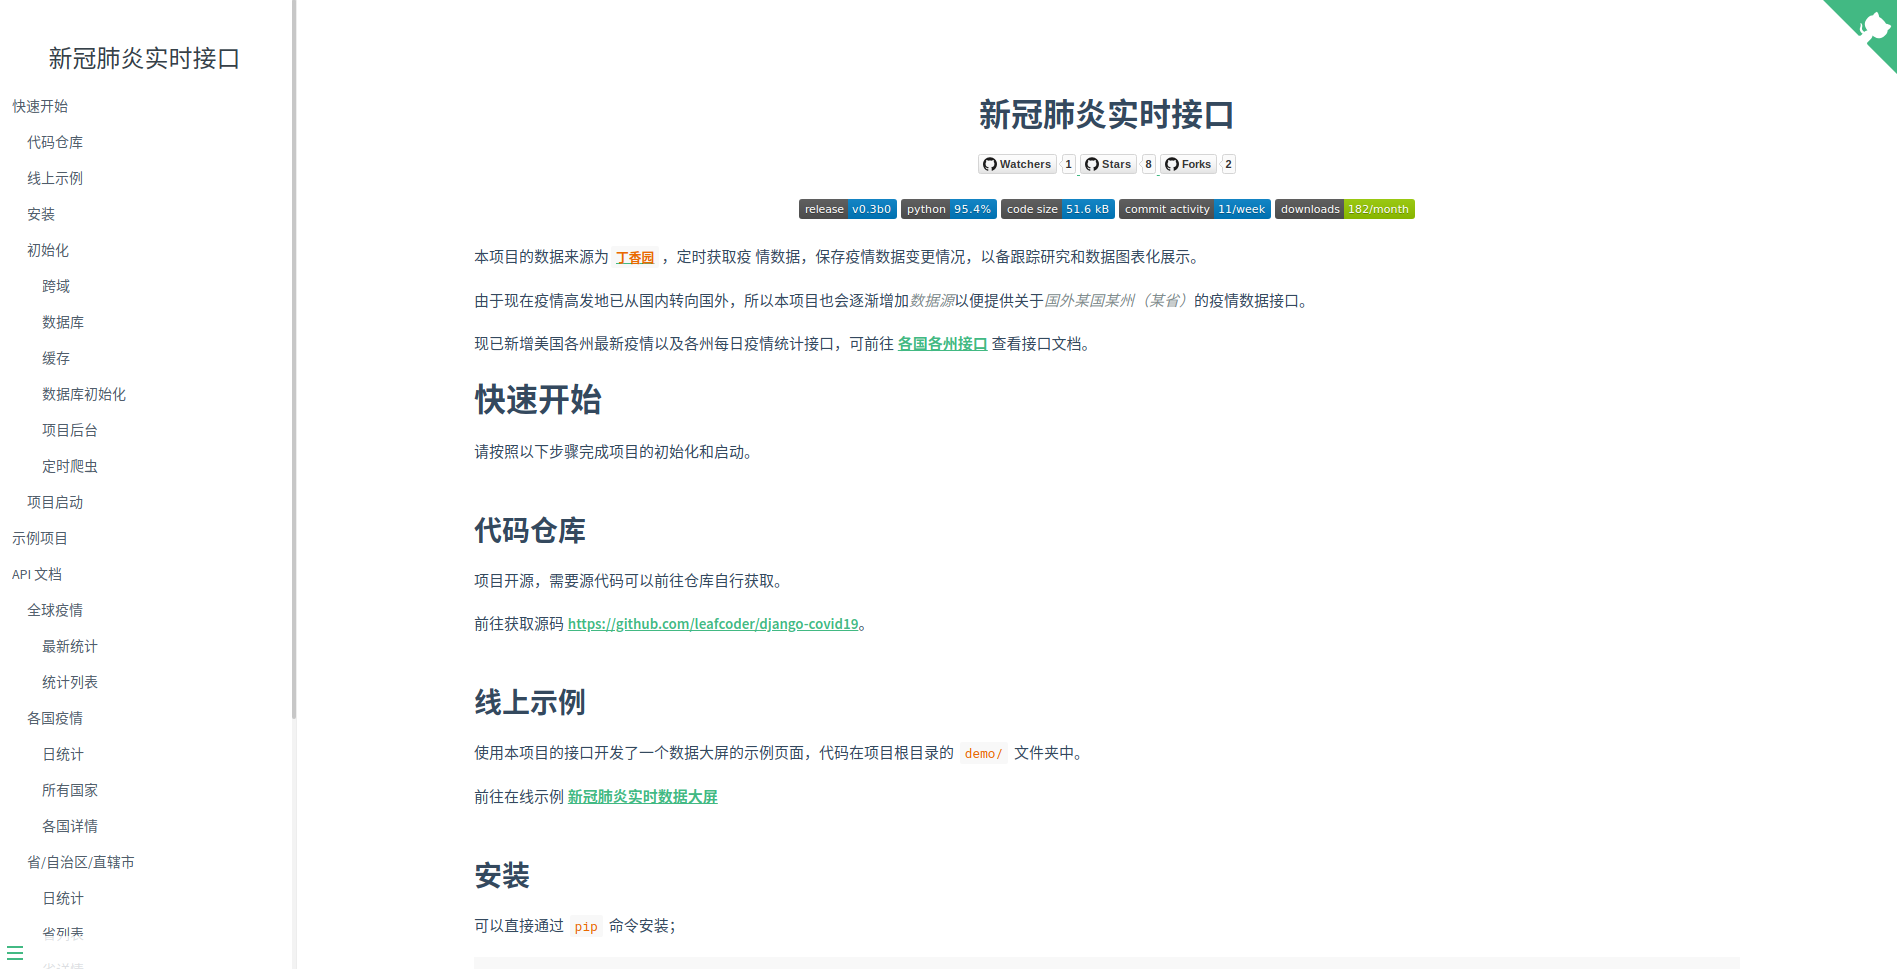 新冠肺炎实时接口
快速开始
代码仓库
线上示例
安装
初始化
跨域
数据库
缓存
数据库初始化
项目后台
定时爬虫
项目启动
示例项目
API 文档
全球疫情
最新统计
统计列表
各国疫情
日统计
所有国家
各国详情
省/自治区/直辖市
日统计
省列表
省详情
新冠肺炎实时接口
Watchers 1 Stars 8 Forks 2
release v0.3b0 python 95.4% code size 51.6 kB commit activity 11/week downloads 182/month
本项目的数据来源为 丁香园 ，定时获取疫 情数据，保存疫情数据变更情况，以备跟踪研究和数据图表化展示。
由于现在疫情高发地已从国内转向国外，所以本项目也会逐渐增加数据源以便提供关于国外某国某州（某省）的疫情数据接口。
现已新增美国各州最新疫情以及各州每日疫情统计接口，可前往 各国各州接口 查看接口文档。
快速开始
请按照以下步骤完成项目的初始化和启动。
代码仓库
项目开源，需要源代码可以前往仓库自行获取。
前往获取源码 https://github.com/leafcoder/django-covid19。
线上示例
使用本项目的接口开发了一个数据大屏的示例页面，代码在项目根目录的 demo/ 文件夹中。
前往在线示例 新冠肺炎实时数据大屏
安装
可以直接通过 pip 命令安装；